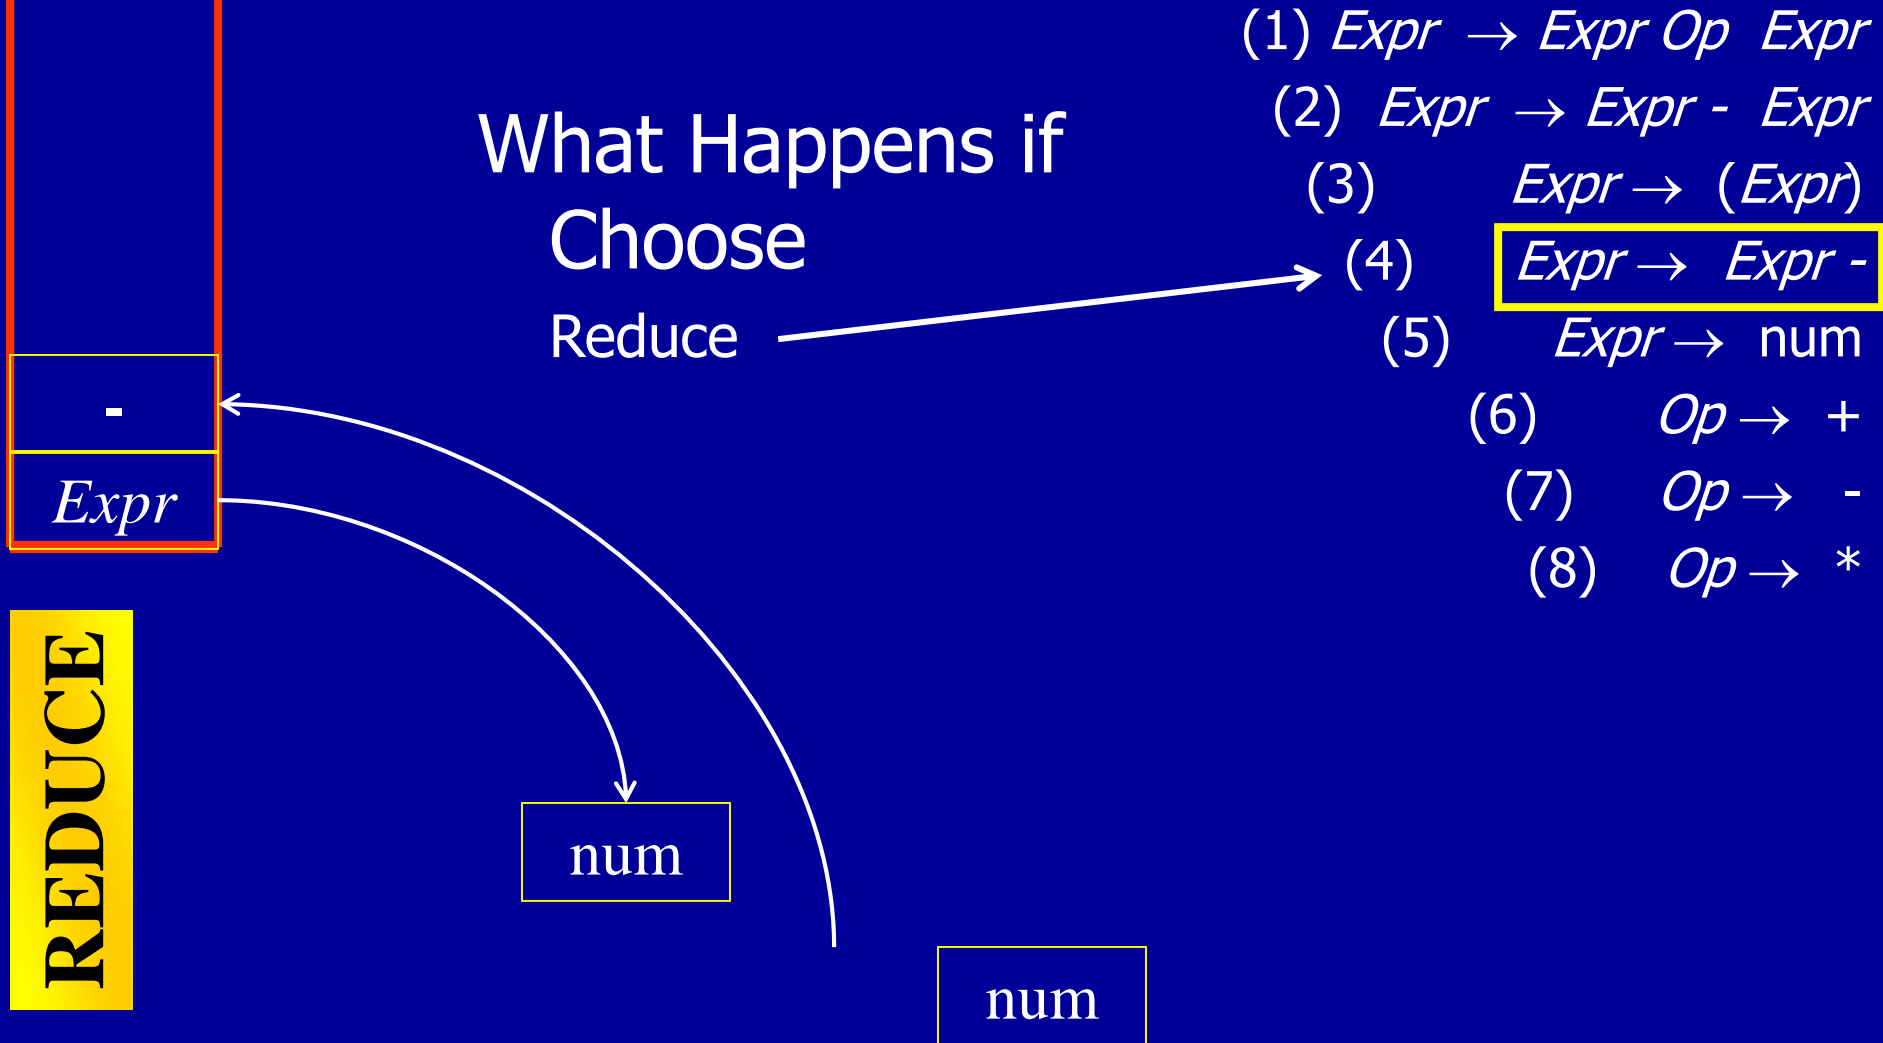 What Happens if
Choose
Reduce
(1) Expr → Expr Op Expr
(2) Expr → Expr - Expr
(3) Expr → (Expr)
(4) Expr → Expr -
(5) Expr → num
(6) Op → +
(7) Op → -
(8) Op → *
-
Expr
REDUCE
num
num